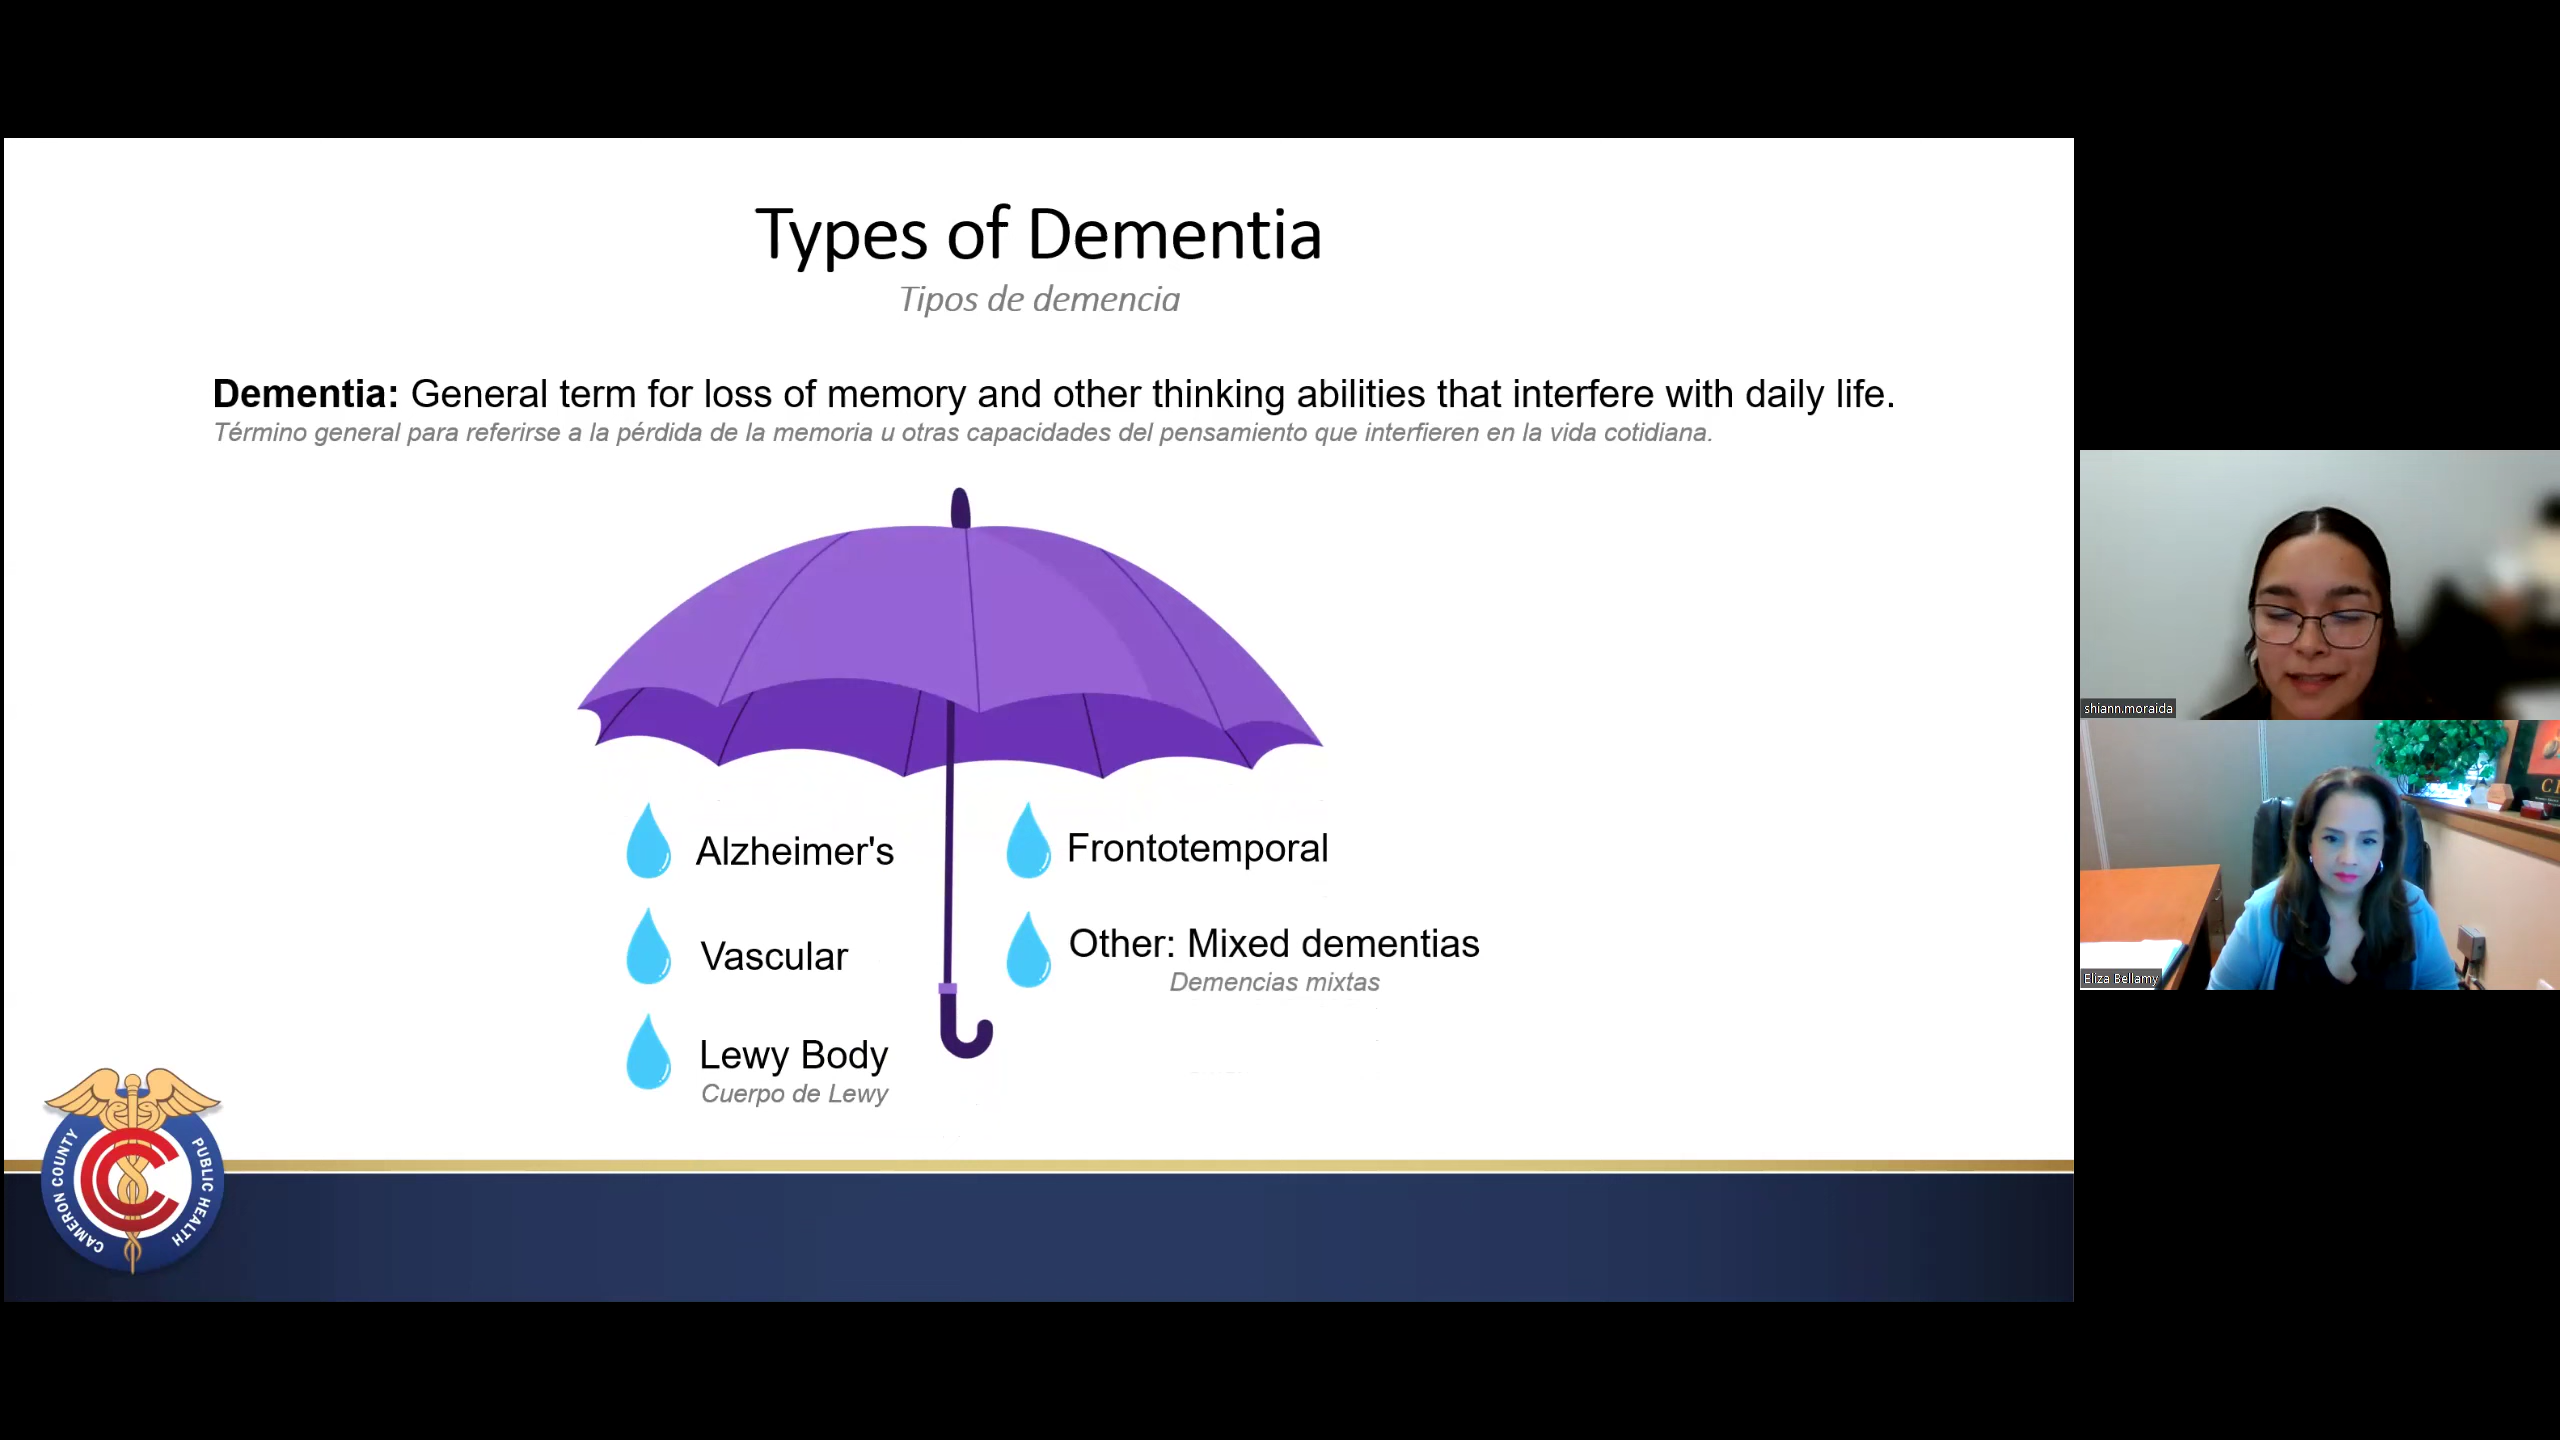 Types of Dementia
Tipos de demencia
Dementia: General term for loss of memory and other thinking abilities that interfere with daily life.
Término general para referirse a la pérdida de la memoria u otras capacidades del pensamiento que interfieren en la vida cotidiana.
Alzheimer's
Vascular
Lewy Body
Cuerpo de Lewy
Frontotemporal
Other: Mixed dementias
Demencias mixtas
CAMERON COUNTY
PUBLIC HEALTH
shiann.moraida
Eliza Bellamy